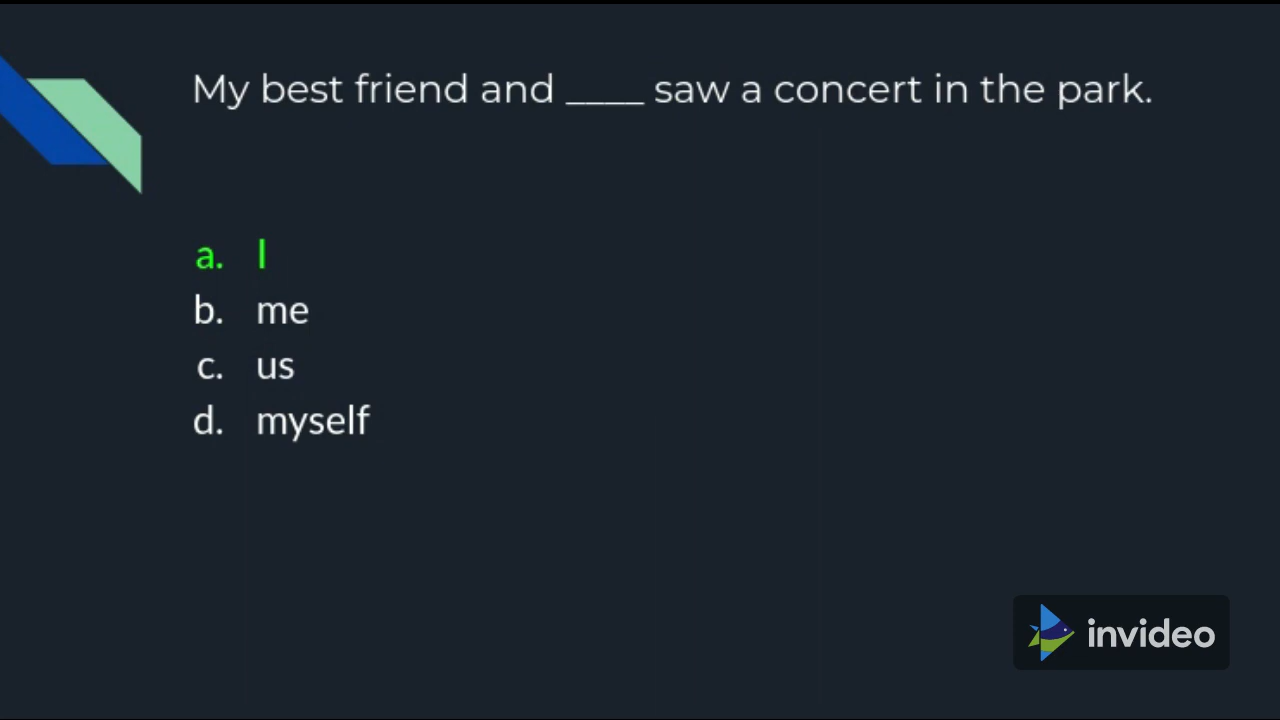 My best friend and ____ saw a concert in the park.
a. I
b. me
c. us
d. myself
invideo